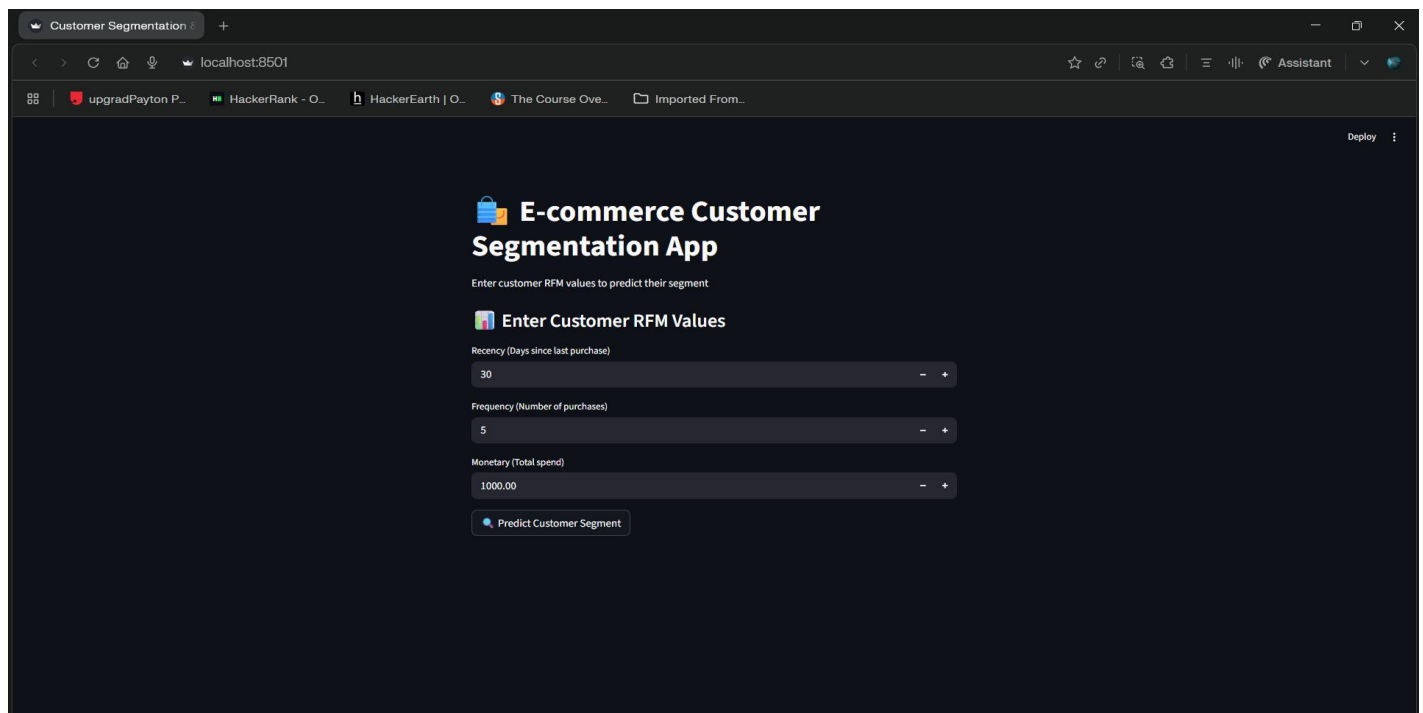 Customer Segmentation &
localhost:8501
Assistant
upgradPayton P...
HackerRank - O...
h HackerEarth | O...
The Course Ove...
Imported From...
Deploy
E-commerce Customer
Segmentation App
Enter customer RFM values to predict their segment
Enter Customer RFM Values
Recency (Days since last purchase)
30
Frequency (Number of purchases)
5
Monetary (Total spend)
1000.00
Predict Customer Segment